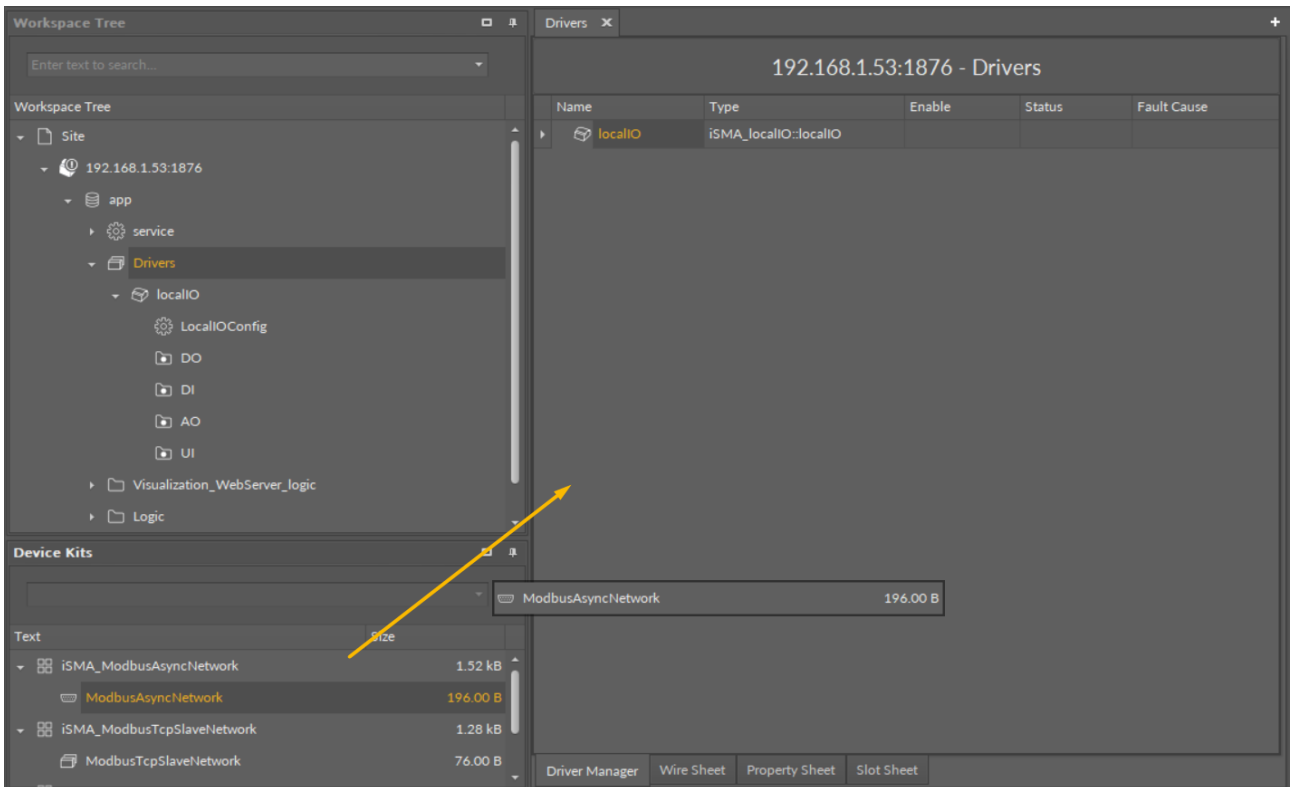 Workspace Tree
Enter text to search...
Workspace Tree
Site
192.168.1.53:1876
app
service
Drivers
localIO
LocalIOConfig
DO
DI
AO
UI
Visualization_WebServer_logic
Logic
Device Kits
Text Size
iSMA_ModbusAsyncNetwork 1.52 kB
ModbusAsyncNetwork 196.00 B
iSMA_ModbusTcpSlaveNetwork 1.28 kB
ModbusTcpSlaveNetwork 76.00 B
Drivers
192.168.1.53:1876 - Drivers
Name Type Enable Status Fault Cause
localIO iSMA_localIO::localIO
ModbusAsyncNetwork 196.00 B
Driver Manager Wire Sheet Property Sheet Slot Sheet